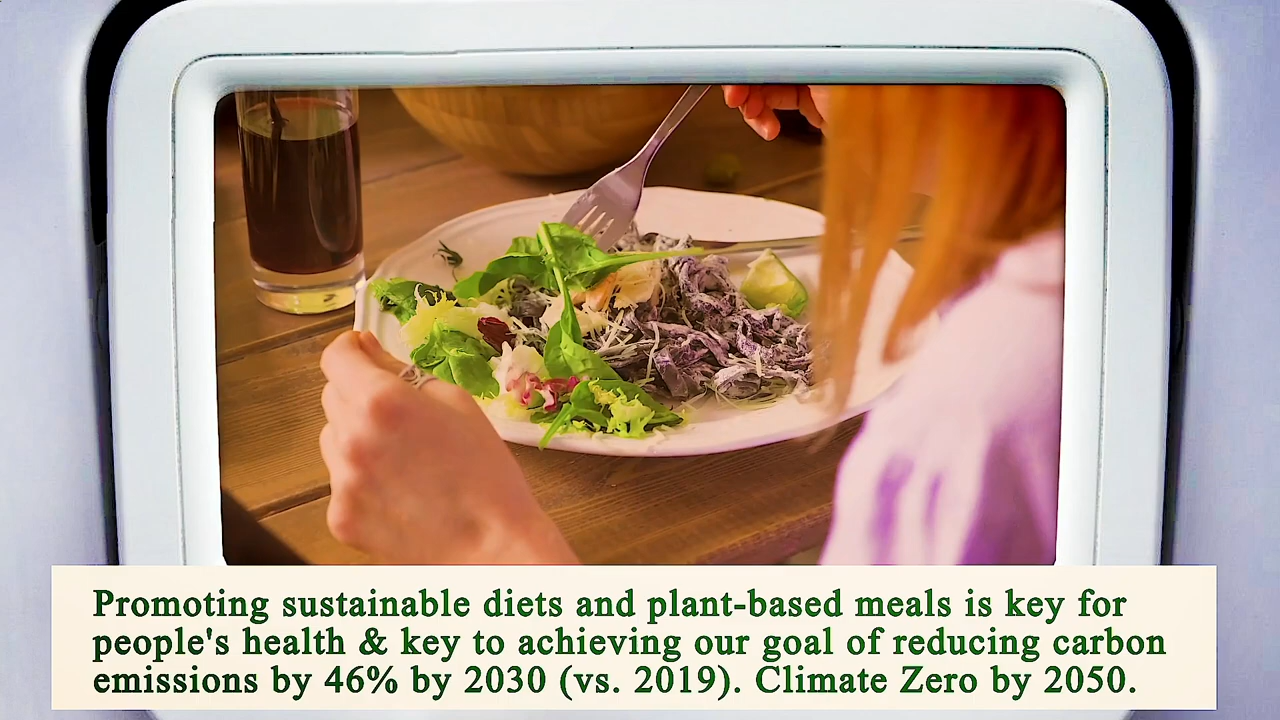 Promoting sustainable diets and plant-based meals is key for
people's health & key to achieving our goal of reducing carbon
emissions by 46% by 2030 (vs. 2019). Climate Zero by 2050.